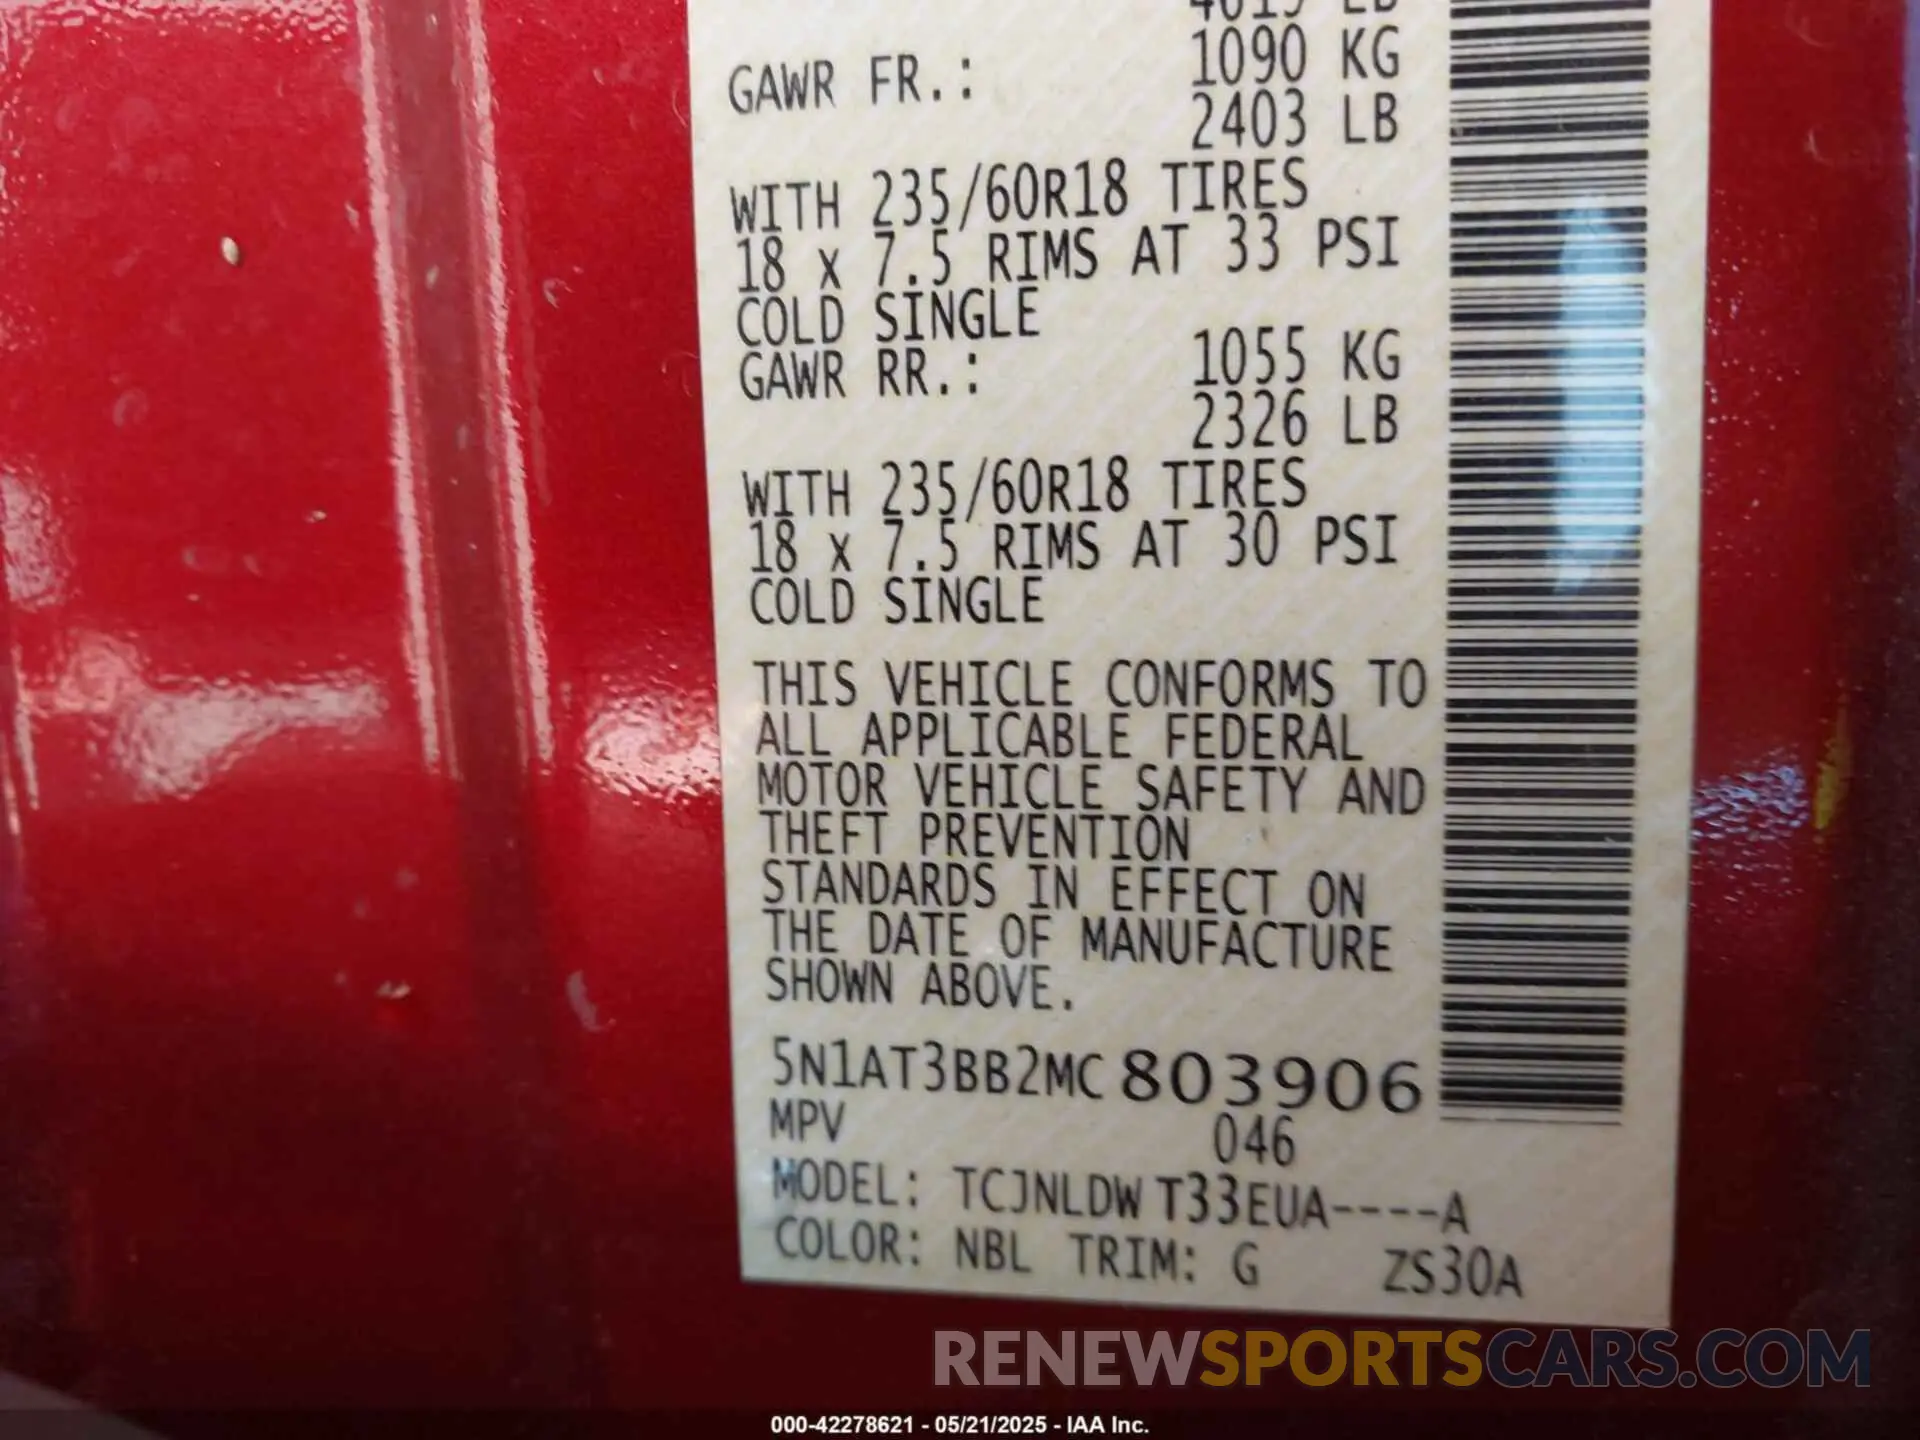 4619 LB
GAWR FR.: 1090 KG
2403 LB
WITH 235/60R18 TIRES
18 x 7.5 RIMS AT 33 PSI
COLD SINGLE
GAWR RR.: 1055 KG
2326 LB
WITH 235/60R18 TIRES
18 x 7.5 RIMS AT 30 PSI
COLD SINGLE
THIS VEHICLE CONFORMS TO
ALL APPLICABLE FEDERAL
MOTOR VEHICLE SAFETY AND
THEFT PREVENTION
STANDARDS IN EFFECT ON
THE DATE OF MANUFACTURE
SHOWN ABOVE.
5N1AT3BB2MC803906
MPV 046
MODEL: TCJNLDW T33EUA----A
COLOR: NBL TRIM: G ZS30A
RENEWSPORTSCARS.COM
000-42278621 - 05/21/2025 - IAA Inc.